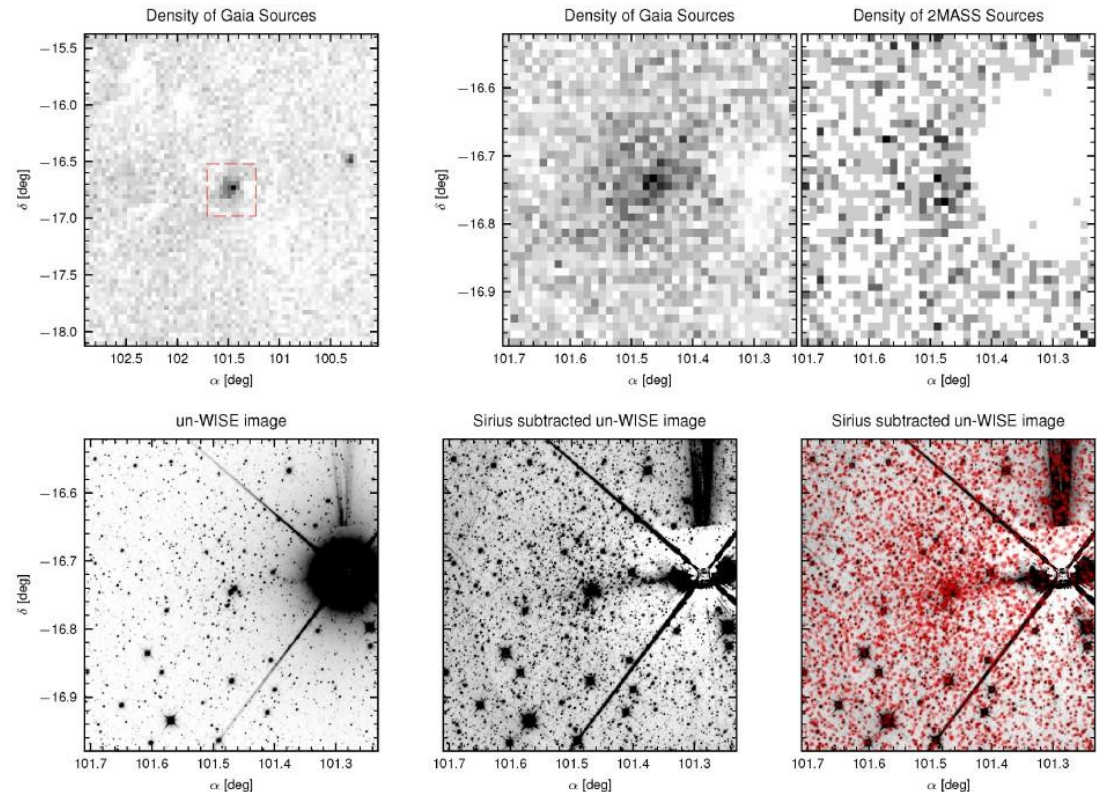 Density of Gaia Sources
−15.5
−16.0
−16.5
−17.0
−17.5
−18.0
δ [deg]
102.5 102 101.5 101 100.5
α [deg]
Density of Gaia Sources
−16.6
−16.7
−16.8
−16.9
δ [deg]
101.7 101.6 101.5 101.4 101.3
α [deg]
Density of 2MASS Sources
101.7 101.6 101.5 101.4 101.3
α [deg]
un-WISE image
−16.6
−16.7
−16.8
−16.9
δ [deg]
101.7 101.6 101.5 101.4 101.3
α [deg]
Sirius subtracted un-WISE image
101.7 101.6 101.5 101.4 101.3
α [deg]
Sirius subtracted un-WISE image
101.7 101.6 101.5 101.4 101.3
α [deg]